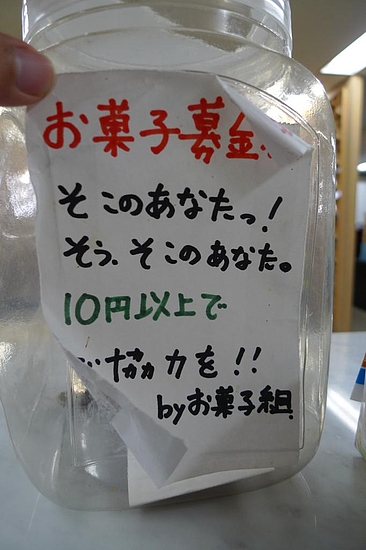 お菓子募金
そこのあなたっ!
そう、そこのあなた。
10円以上で
協力を!!
byお菓子組